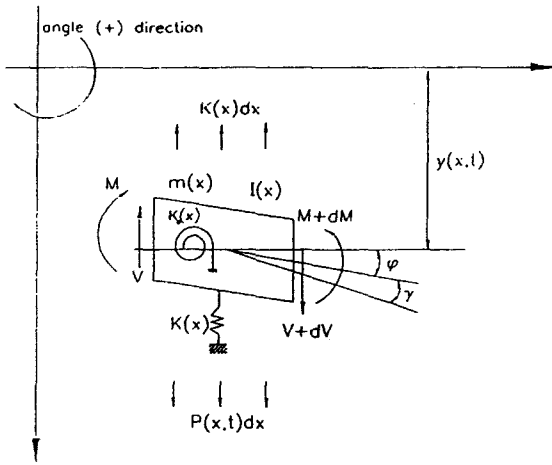 angle (+) direction
K(x)dx
y(x,t)
M
m(x)
I(x)
K(x)
M+dM
V
φ
γ
V+dV
K(x)
P(x,t)dx